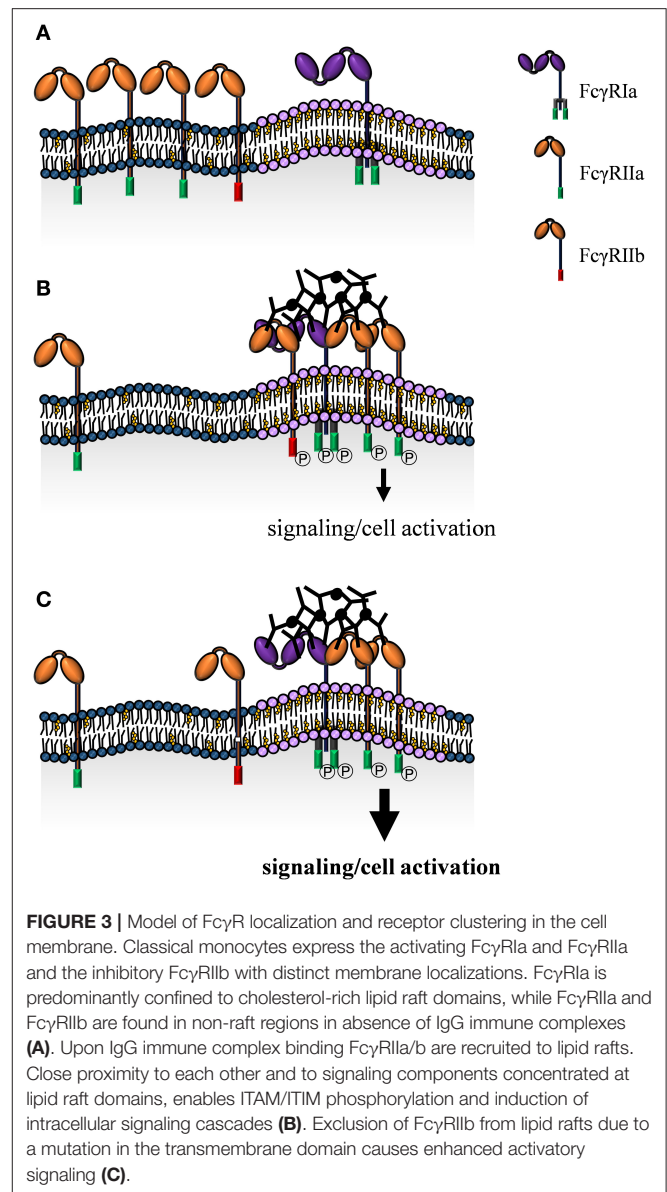 A
FcγRIa
FcγRIIa
FcγRIIb
B
P P P P P
signaling/cell activation
C
P P P P
signaling/cell activation
FIGURE 3 | Model of FcγR localization and receptor clustering in the cell
membrane. Classical monocytes express the activating FcγRIa and FcγRIIa
and the inhibitory FcγRIIb with distinct membrane localizations. FcγRIa is
predominantly confined to cholesterol-rich lipid raft domains, while FcγRIIa and
FcγRIIb are found in non-raft regions in absence of IgG immune complexes
(A). Upon IgG immune complex binding FcγRIIa/b are recruited to lipid rafts.
Close proximity to each other and to signaling components concentrated at
lipid raft domains, enables ITAM/ITIM phosphorylation and induction of
intracellular signaling cascades (B). Exclusion of FcγRIIb from lipid rafts due to
a mutation in the transmembrane domain causes enhanced activatory
signaling (C).